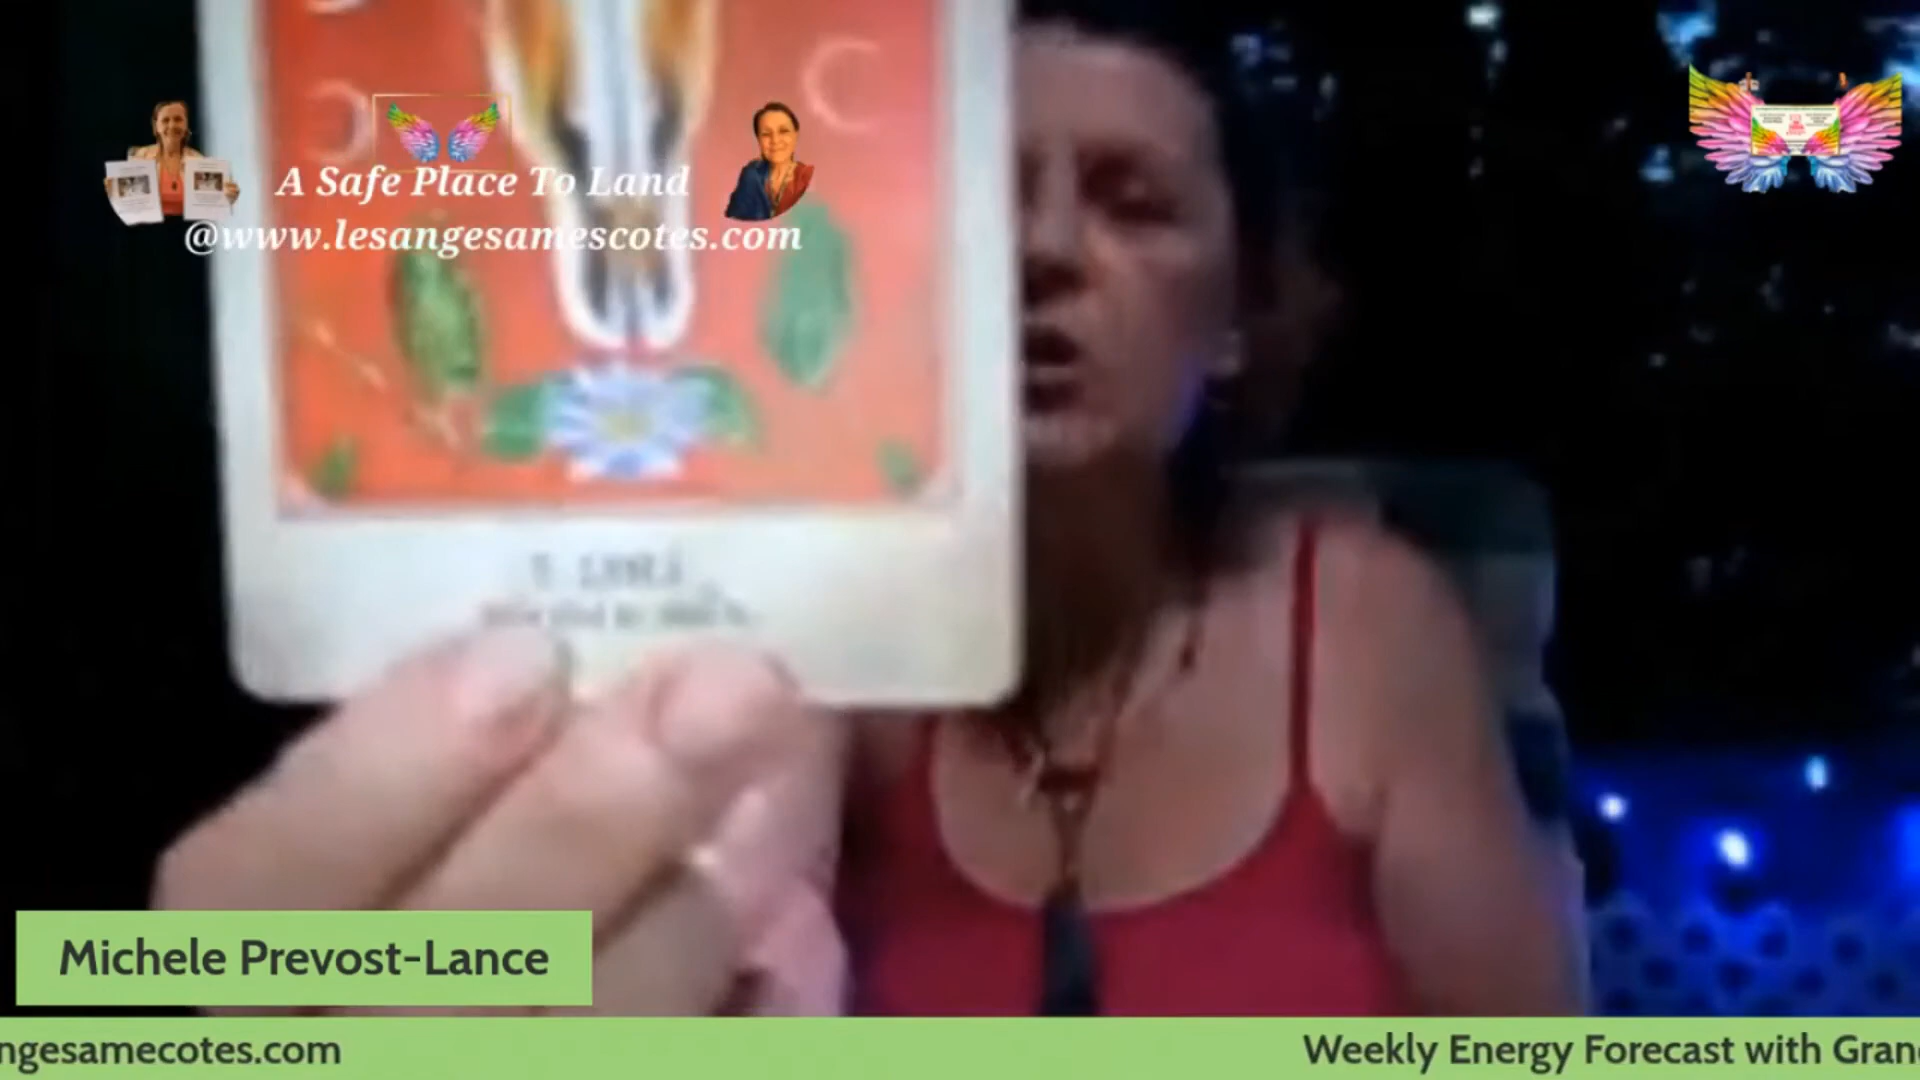 A Safe Place To Land
@www.lesangesamescotes.com
Michele Prevost-Lance
ngesamecotes.com
Weekly Energy Forecast with Gran